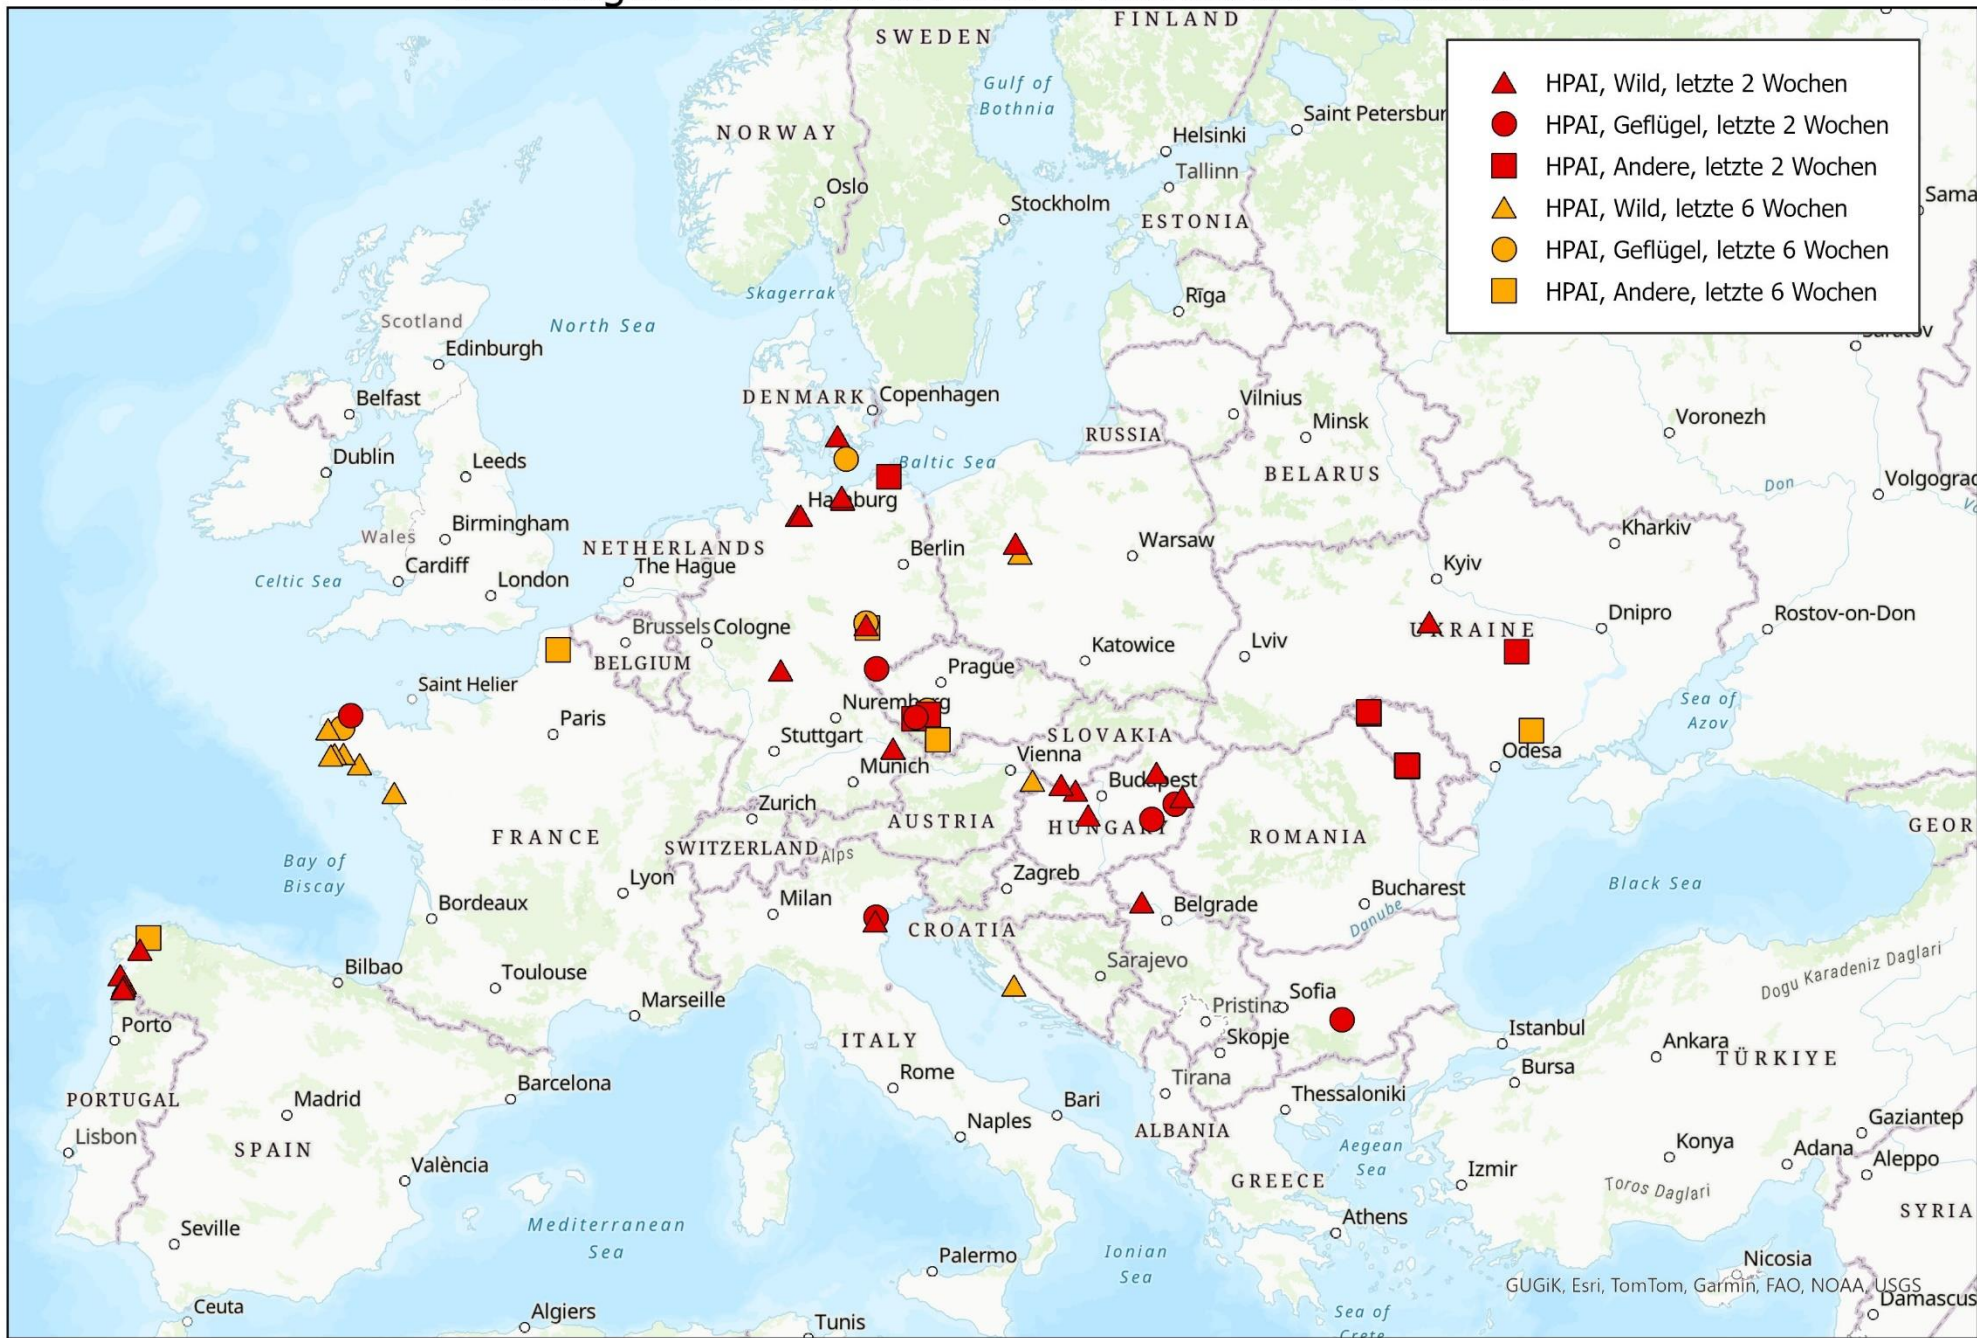 SWEDEN
FINLAND
HPAI, Wild, letzte 2 Wochen
HPAI, Geflügel, letzte 2 Wochen
HPAI, Andere, letzte 2 Wochen
HPAI, Wild, letzte 6 Wochen
HPAI, Geflügel, letzte 6 Wochen
HPAI, Andere, letzte 6 Wochen
Gulf of
Bothnia
NORWAY
Saint Petersbur
Helsinki
Tallinn
Oslo
Sama
Stockholm
ESTONIA
Skagerrak
Rīga
Scotland
North Sea
Edinburgh
DENMARK
Copenhagen
Belfast
Vilnius
Minsk
Voronezh
RUSSIA
Dublin
Leeds
Baltic Sea
BELARUS
Volgograd
Don
Birmingham
Wales
Kharkiv
NETHERLANDS
Berlin
Warsaw
The Hague
Cardiff
Celtic Sea
London
Kyiv
Dnipro
Rostov-on-Don
Brussels
Cologne
UKRAINE
Lviv
Katowice
BELGIUM
Prague
Saint Helier
Nuremberg
Sea of
Azov
Paris
Stuttgart
SLOVAKIA
Vienna
Odesa
Munich
Budapest
Zurich
AUSTRIA
HUNGARY
GEOR
FRANCE
SWITZERLAND
Alps
ROMANIA
Bay of
Biscay
Lyon
Zagreb
Black Sea
Bucharest
Milan
Bordeaux
Belgrade
Danube
CROATIA
Bilbao
Toulouse
Sarajevo
Dogu Karadeniz Daglari
Marseille
Pristina
Sofia
Porto
Istanbul
ITALY
Skopje
Ankara
TÜRKIYE
Bursa
Rome
Tirana
Barcelona
PORTUGAL
Madrid
Thessaloniki
Bari
Naples
Gaziantep
Lisbon
ALBANIA
Aegean
Sea
SPAIN
València
Konya
Adana
Aleppo
Izmir
GREECE
Toros Daglari
SYRIA
Mediterranean
Sea
Seville
Athens
Palermo
Ionian
Sea
Nicosia
GUGiK, Esri, TomTom, Garmin, FAO, NOAA, USGS
Ceuta
Algiers
Tunis
Sea of
Damascus